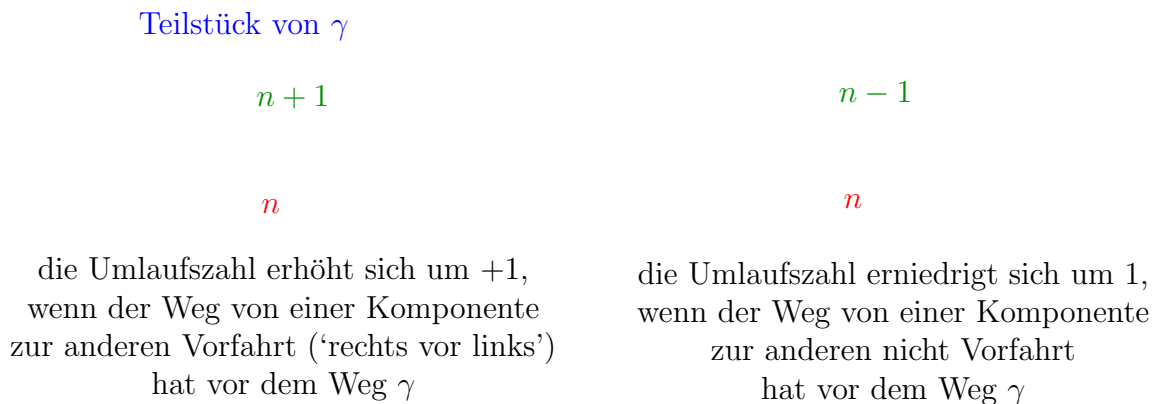 Teilstück von γ
n + 1
n
die Umlaufszahl erhöht sich um +1,
wenn der Weg von einer Komponente
zur anderen Vorfahrt (‘rechts vor links’)
hat vor dem Weg γ
n − 1
n
die Umlaufszahl erniedrigt sich um 1,
wenn der Weg von einer Komponente
zur anderen nicht Vorfahrt
hat vor dem Weg γ